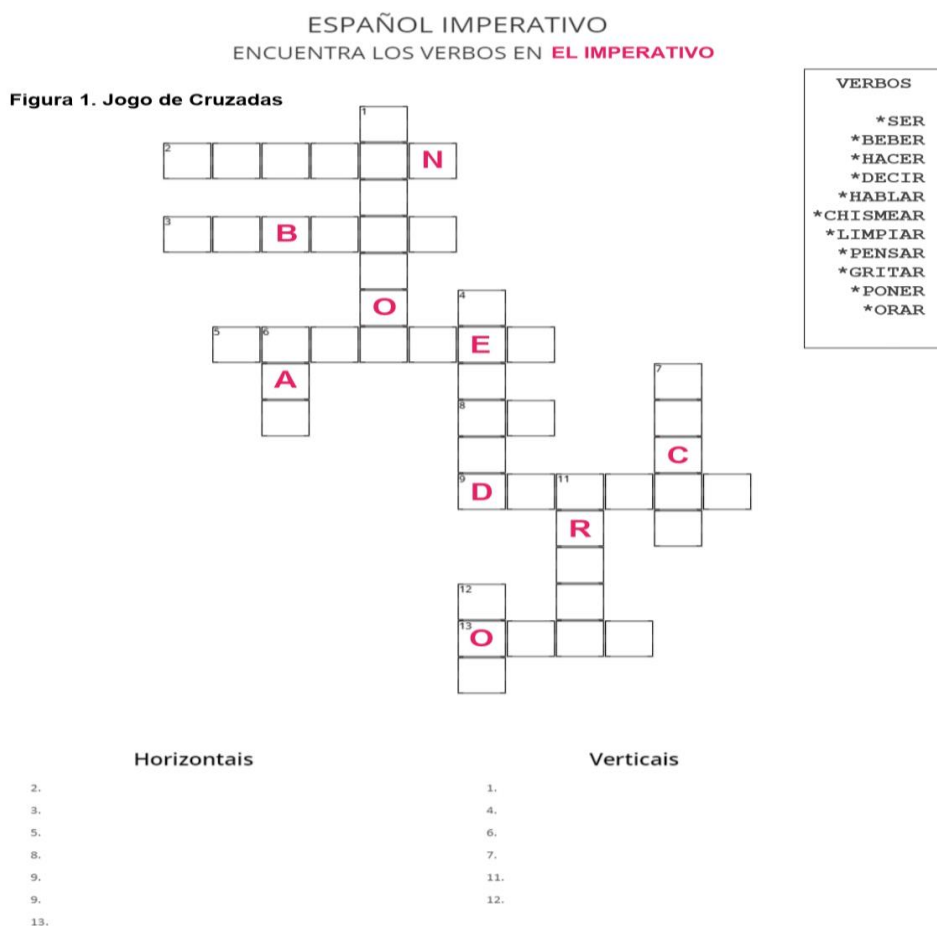 ESPAÑOL IMPERATIVO
ENCUENTRA LOS VERBOS EN EL IMPERATIVO
Figura 1. Jogo de Cruzadas
VERBOS
*SER
*BEBER
*HACER
*DECIR
*HABLAR
*CHISMEAR
*LIMPIAR
*PENSAR
*GRITAR
*PONER
*ORAR
1
2
N
3
B
O
4
5
6
E
A
7
8
C
9
D
11
R
12
13
O
Horizontais
2.
3.
5.
8.
9.
9.
13.
Verticais
1.
4.
6.
7.
11.
12.